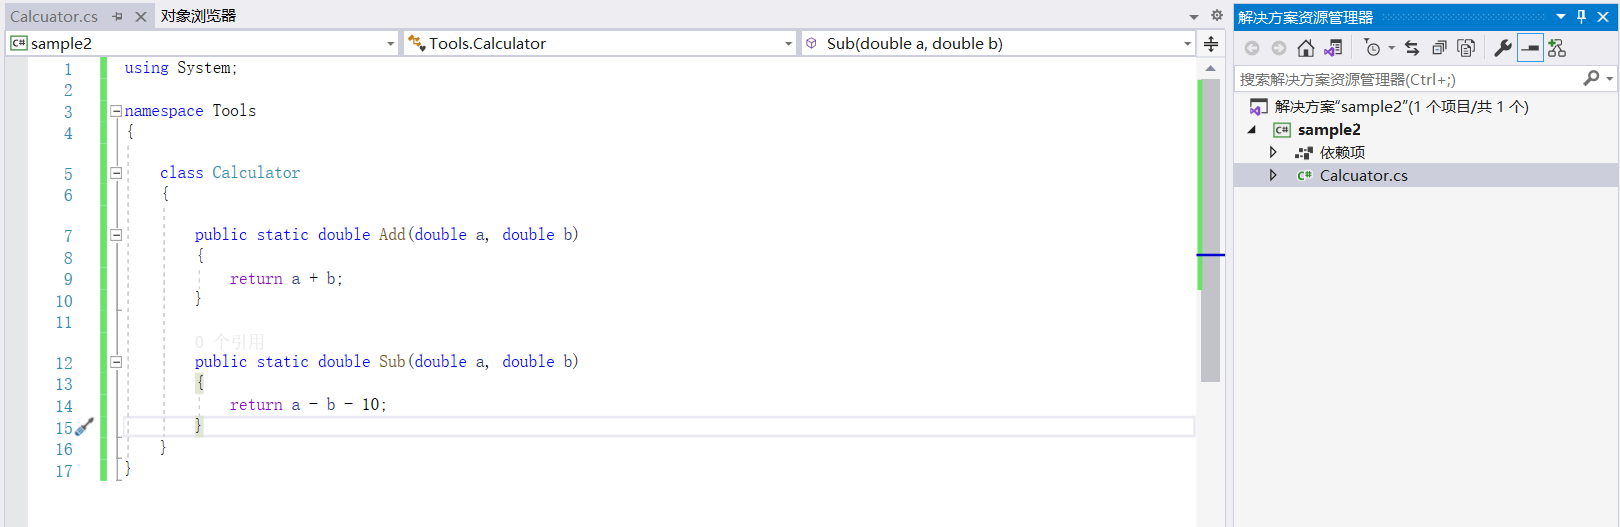 Calcuator.cs 对象浏览器
C# sample2 Tools.Calculator Sub(double a, double b)
1 using System;
2
3 namespace Tools
4 {
5 class Calculator
6 {
7 public static double Add(double a, double b)
8 {
9 return a + b;
10 }
11
0 个引用
12 public static double Sub(double a, double b)
13 {
14 return a - b - 10;
15 }
16 }
17 }
解决方案资源管理器
搜索解决方案资源管理器(Ctrl+;)
解决方案“sample2”(1 个项目/共 1 个)
C# sample2
依赖项
C# Calcuator.cs